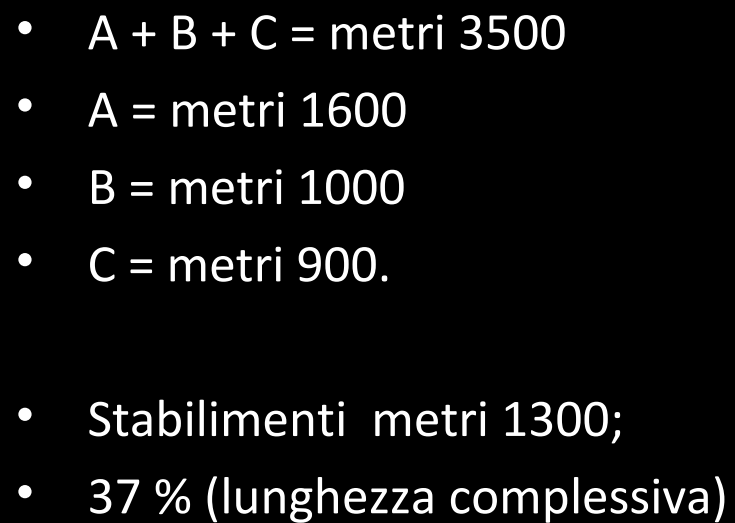 • A + B + C = metri 3500
• A = metri 1600
• B = metri 1000
• C = metri 900.
• Stabilimenti  metri 1300;
• 37 % (lunghezza complessiva)